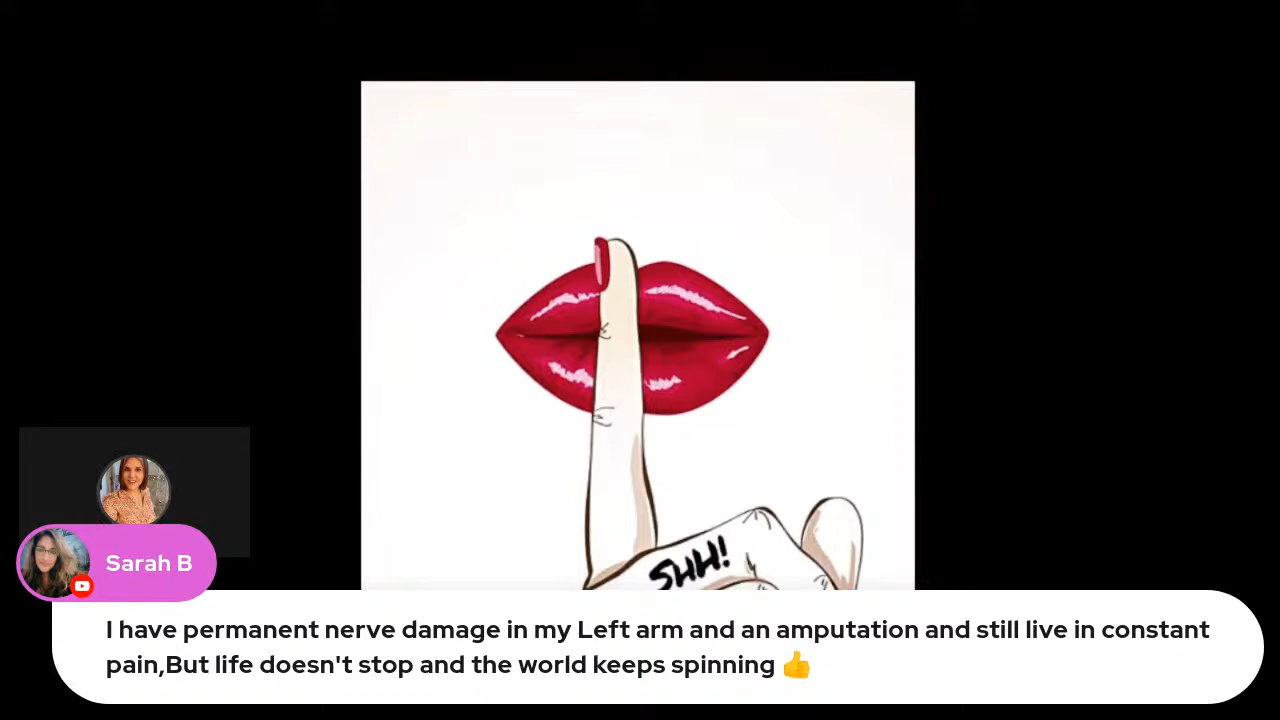 SHH!
Sarah B
I have permanent nerve damage in my Left arm and an amputation and still live in constant
pain,But life doesn't stop and the world keeps spinning 👍